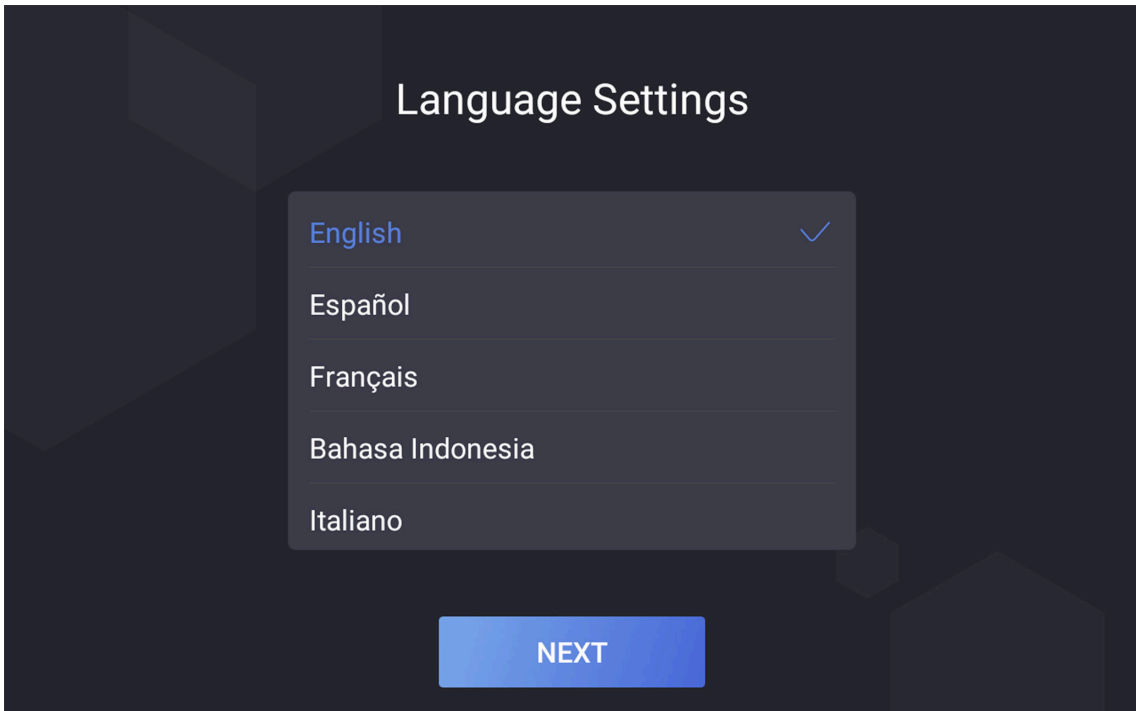 Language Settings
English
Español
Français
Bahasa Indonesia
Italiano
NEXT